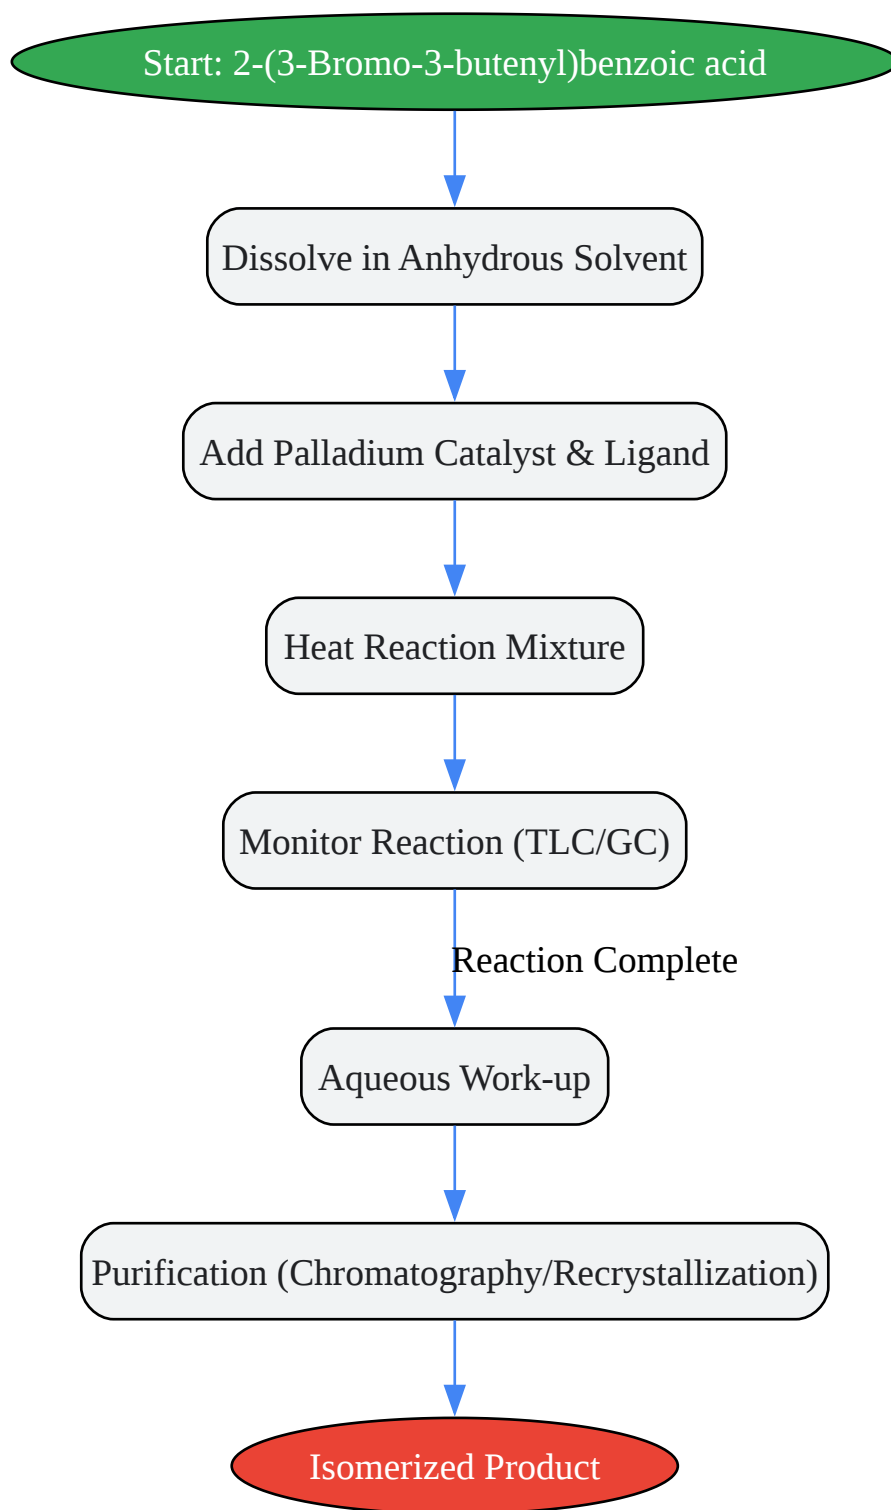 Start: 2-(3-Bromo-3-butenyl)benzoic acid
Dissolve in Anhydrous Solvent
Add Palladium Catalyst & Ligand
Heat Reaction Mixture
Monitor Reaction (TLC/GC)
Reaction Complete
Aqueous Work-up
Purification (Chromatography/Recrystallization)
Isomerized Product